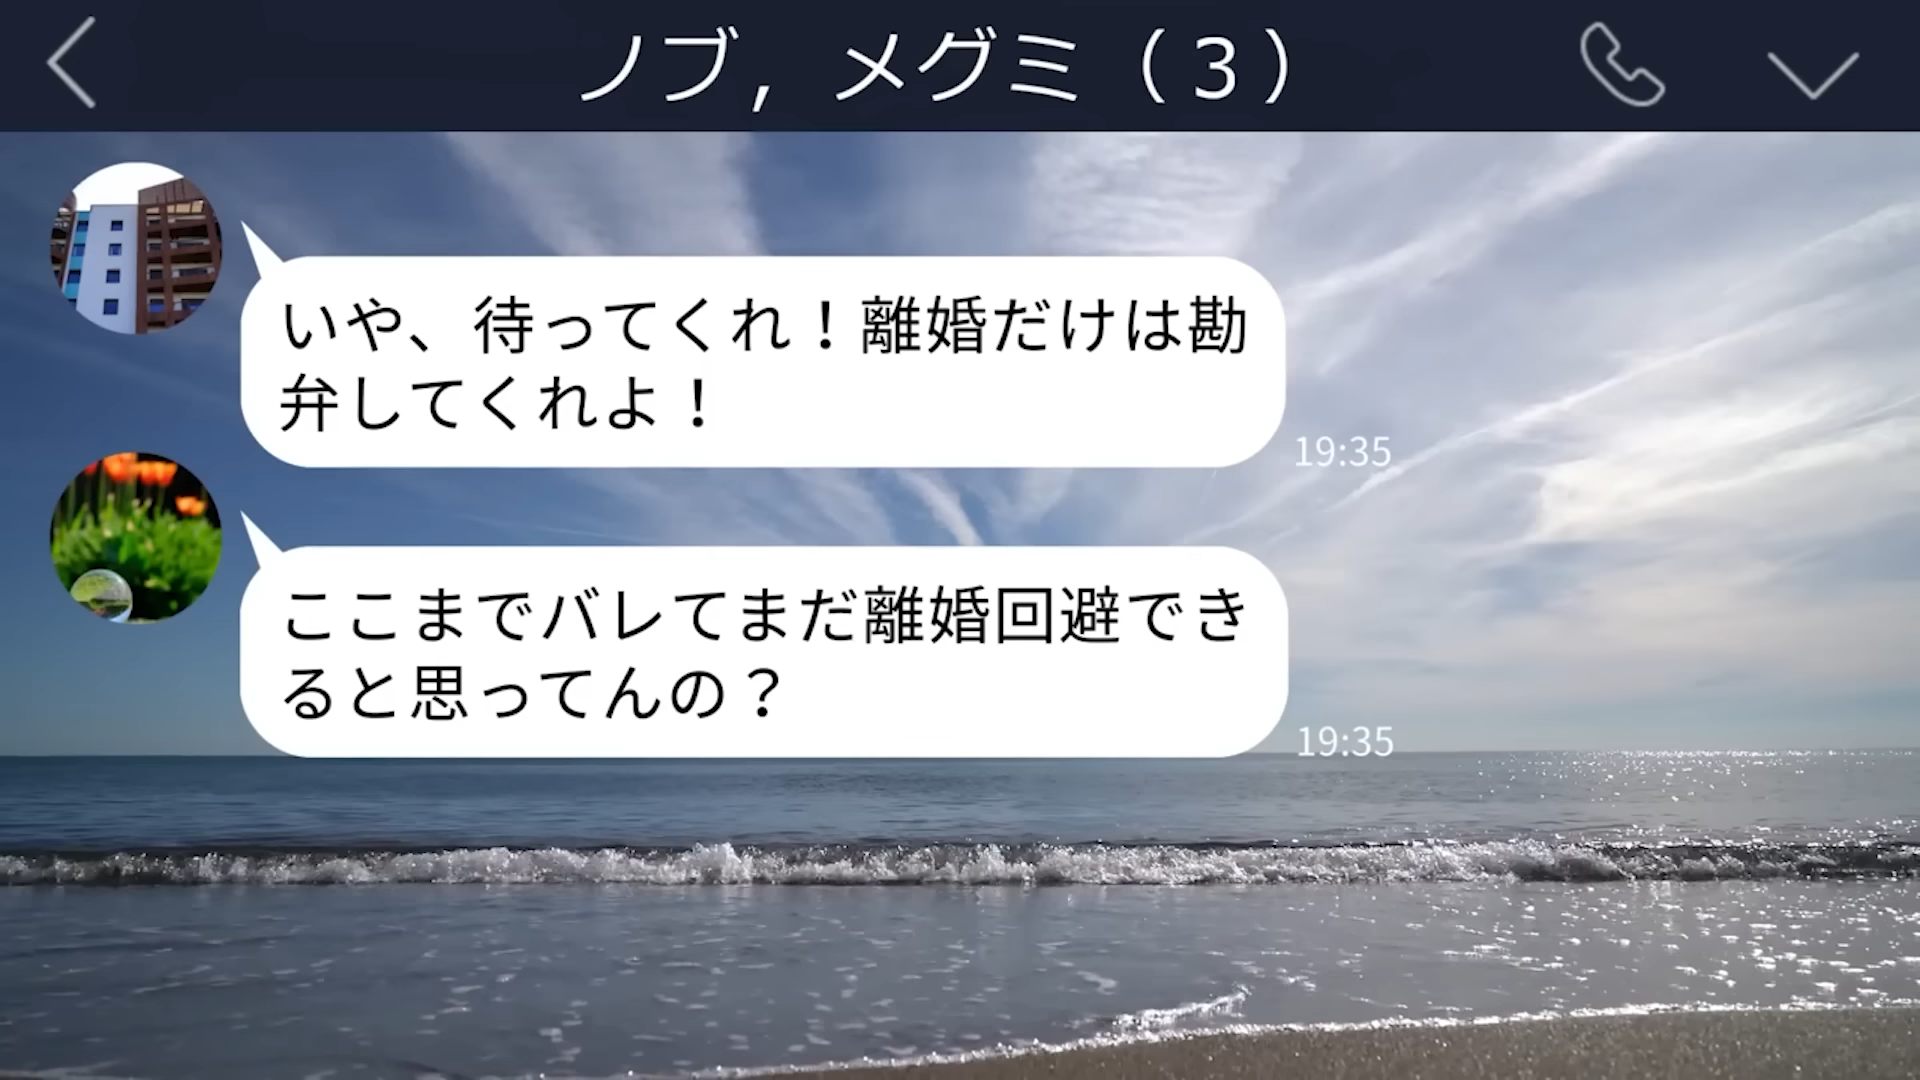 ノブ, メグミ（3）
いや、待ってくれ！離婚だけは勘
弁してくれよ！
19:35
ここまでバレてまだ離婚回避でき
ると思ってんの？
19:35